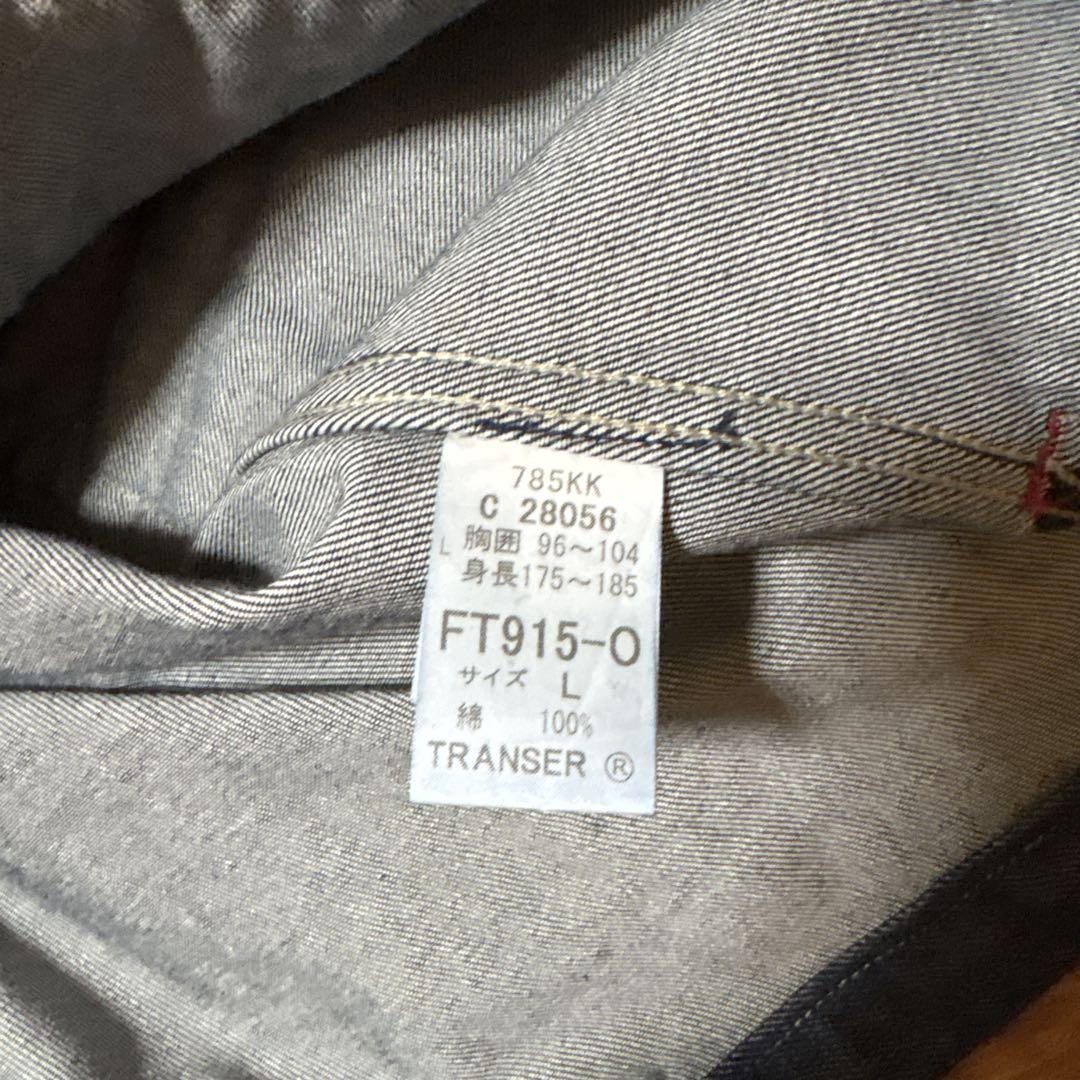 785KK
C 28056
L 胸囲 96～104
身長175～185
FT915-O
サイズ L
綿 100%
TRANSER ®